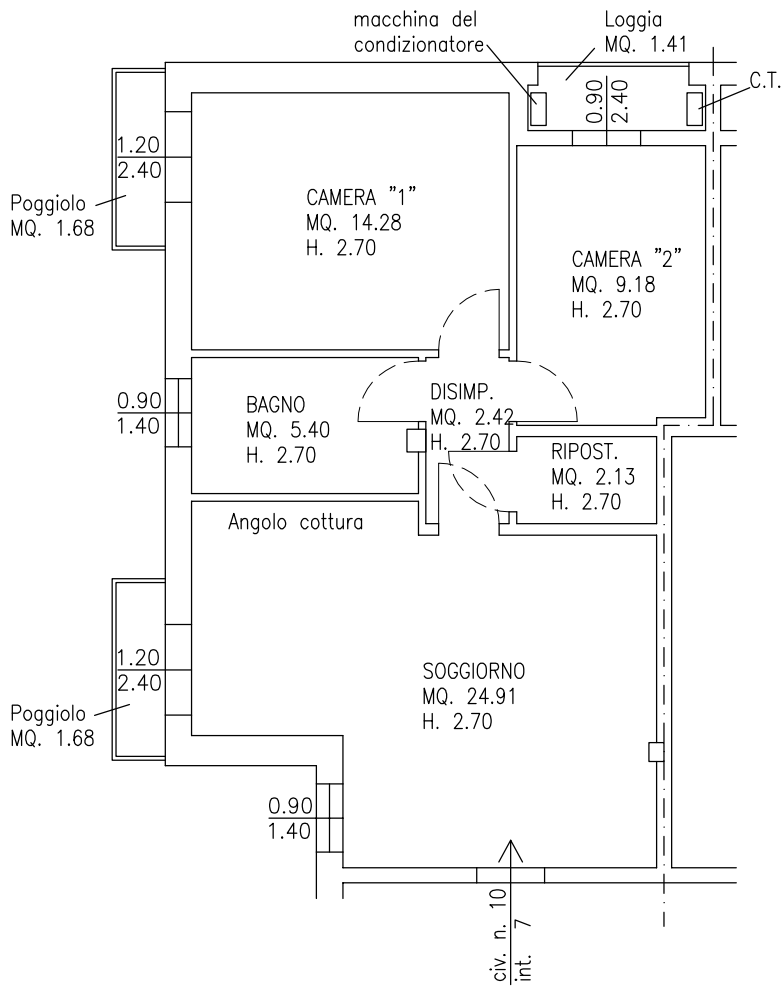 macchina del
condizionatore
Loggia
MQ. 1.41
C.T.
0.90
2.40
1.20
2.40
Poggiolo
MQ. 1.68
CAMERA "1"
MQ. 14.28
H. 2.70
CAMERA "2"
MQ. 9.18
H. 2.70
0.90
1.40
BAGNO
MQ. 5.40
H. 2.70
DISIMP.
MQ. 2.42
H. 2.70
RIPOST.
MQ. 2.13
H. 2.70
Angolo cottura
1.20
2.40
Poggiolo
MQ. 1.68
SOGGIORNO
MQ. 24.91
H. 2.70
0.90
1.40
civ. n. 10
int. 7